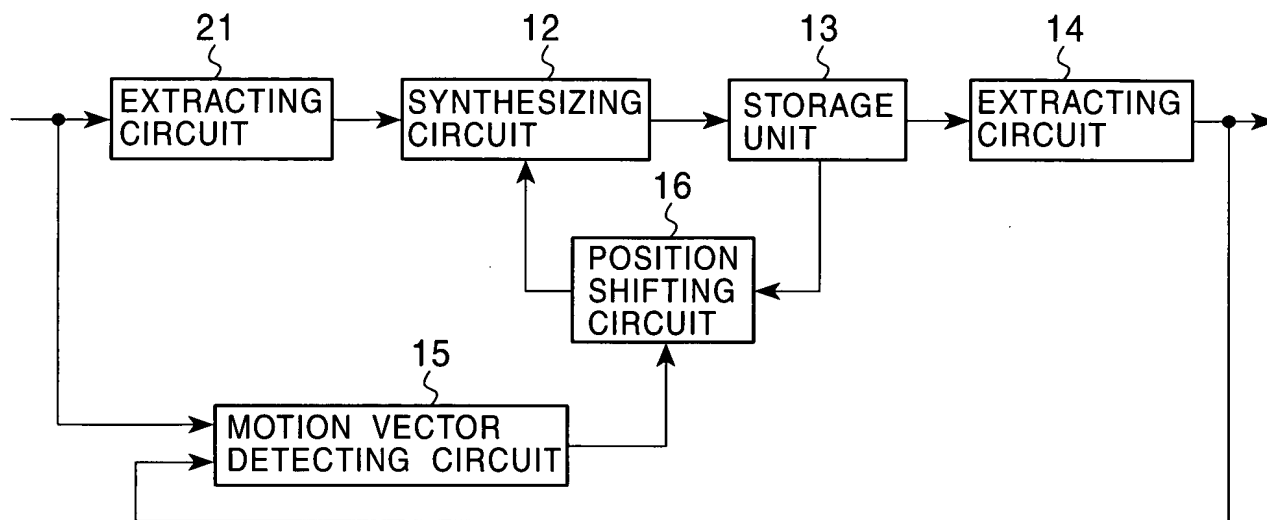 21
12
13
14
EXTRACTING
CIRCUIT
SYNTHESIZING
CIRCUIT
STORAGE
UNIT
EXTRACTING
CIRCUIT
16
POSITION
SHIFTING
CIRCUIT
15
MOTION VECTOR
DETECTING CIRCUIT